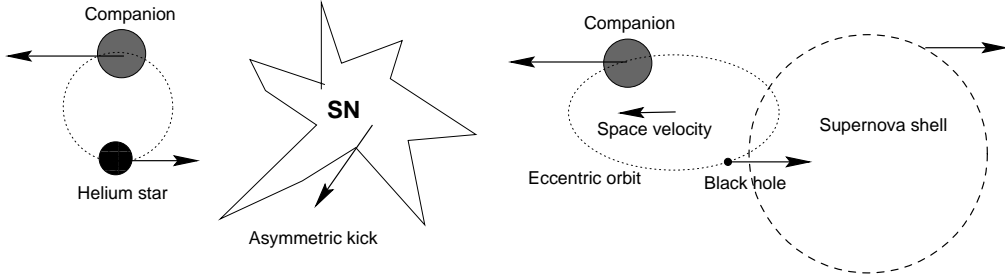 Companion
Helium star
SN
Asymmetric kick
Companion
Space velocity
Eccentric orbit
Black hole
Supernova shell